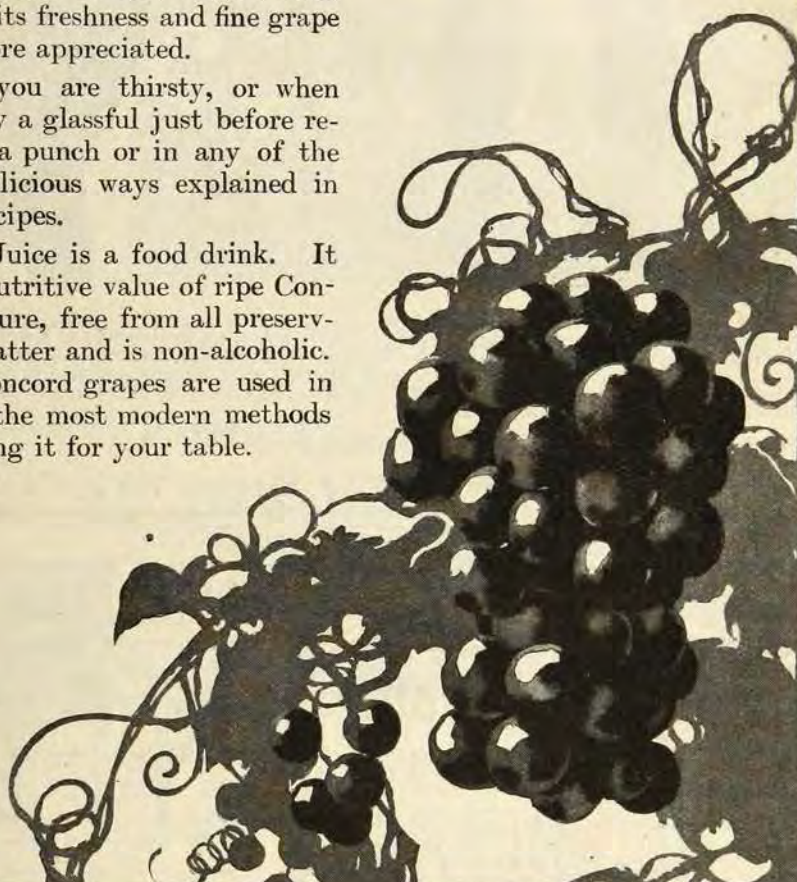 its freshness and fine grape
re appreciated.
you are thirsty, or when
y a glassful just before re-
a punch or in any of the
licious ways explained in
cipes.
Juice is a food drink. It
utritive value of ripe Con-
ure, free from all preserv-
atter and is non-alcoholic.
oncord grapes are used in
the most modern methods
ng it for your table.